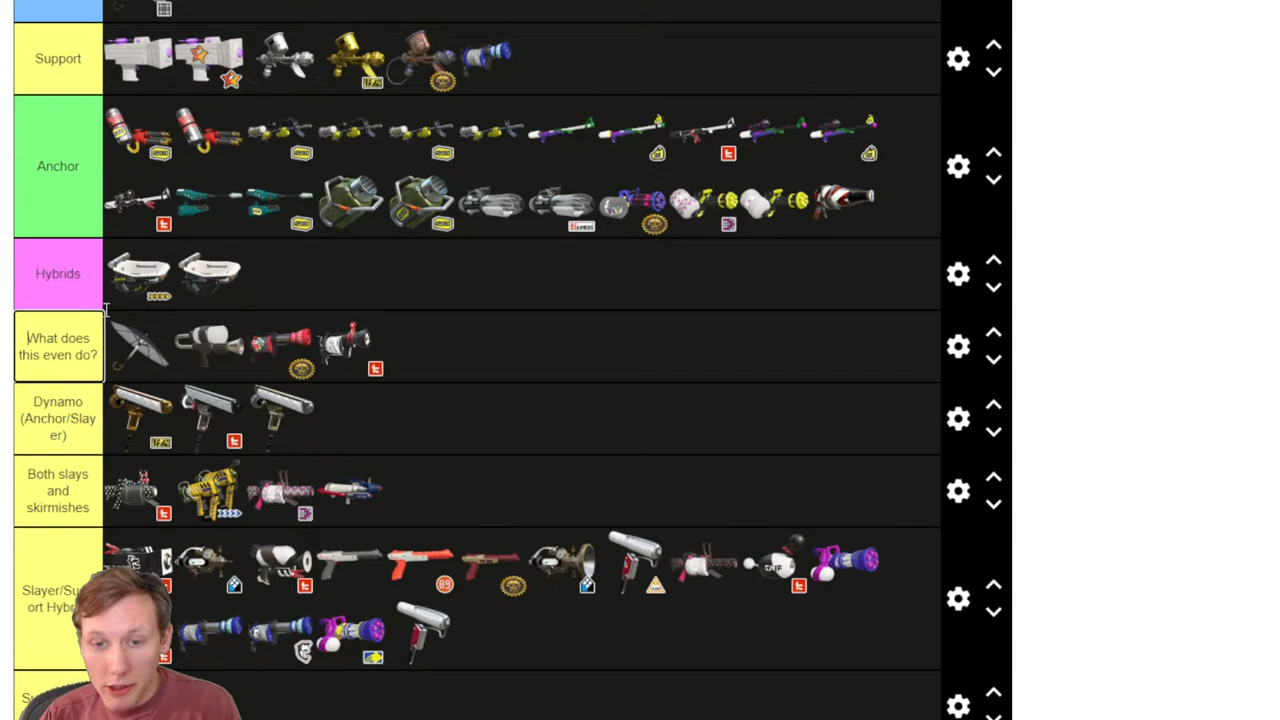 Support
Anchor
Hybrids
What does
this even do?
Dynamo
(Anchor/Slay
er)
Both slays
and
skirmishes
Slayer/Su
ort Hybr